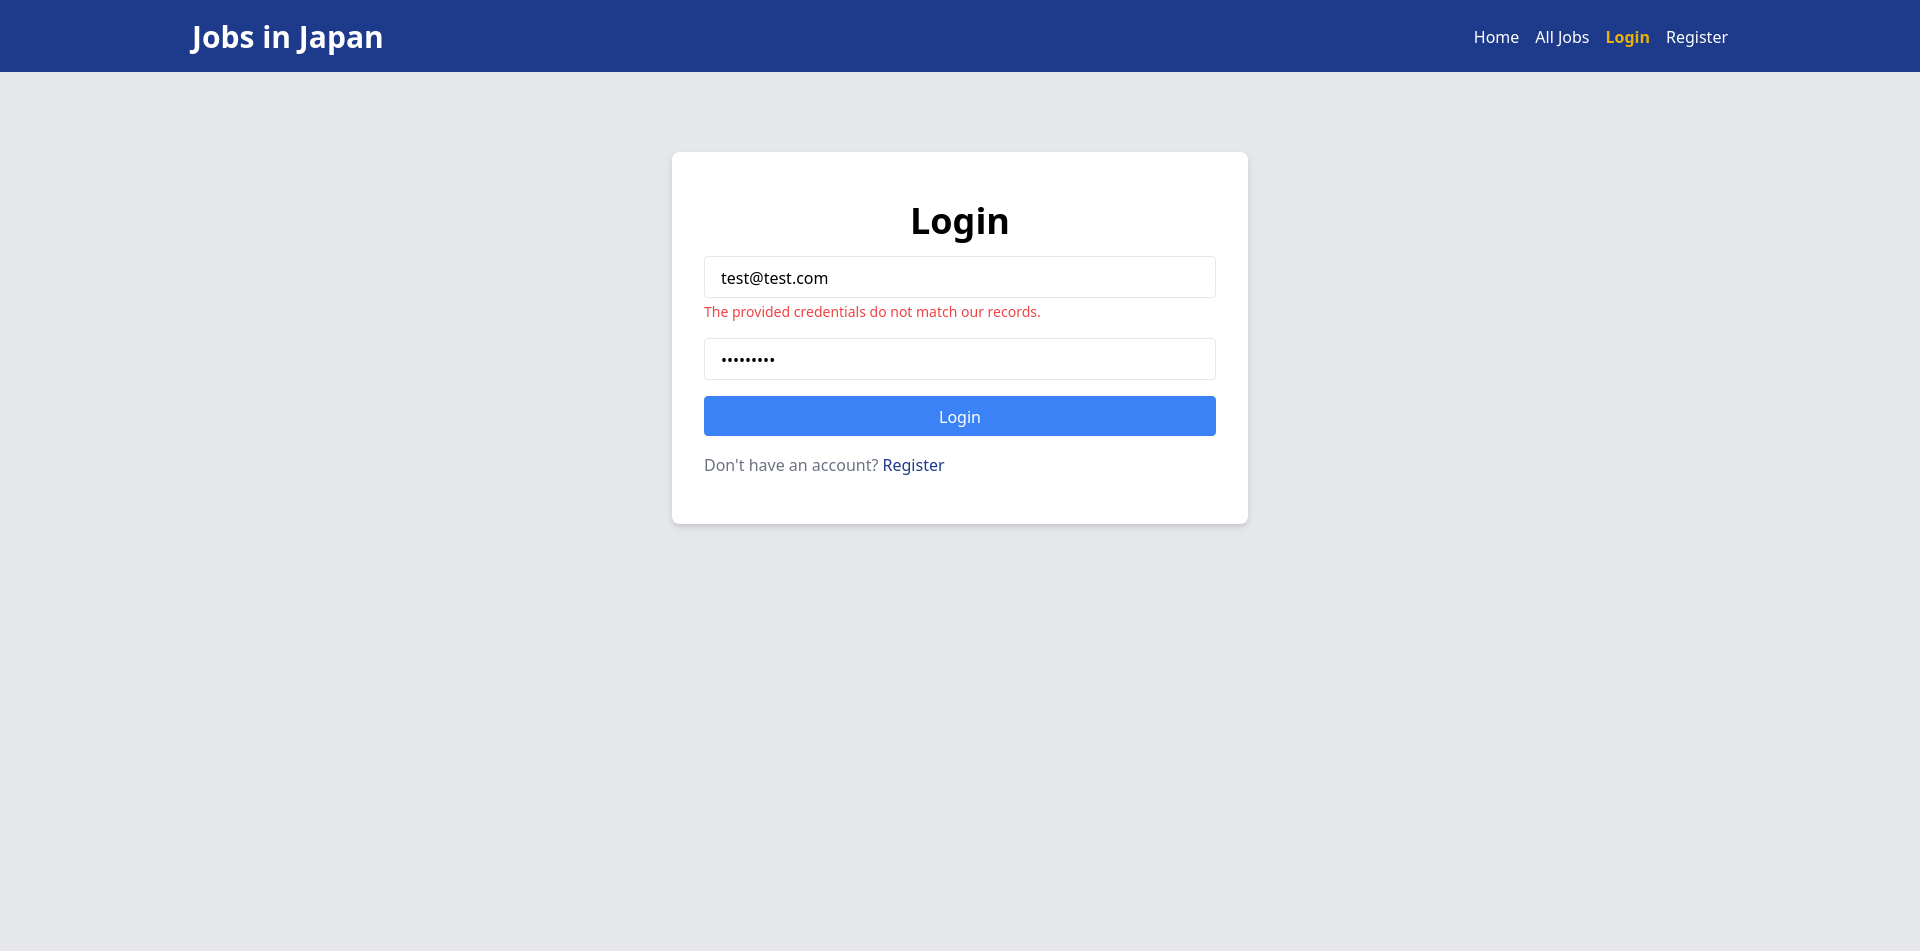 Jobs in Japan
Home All Jobs Login Register
Login
test@test.com
The provided credentials do not match our records.
•••••••••
Login
Don't have an account? Register